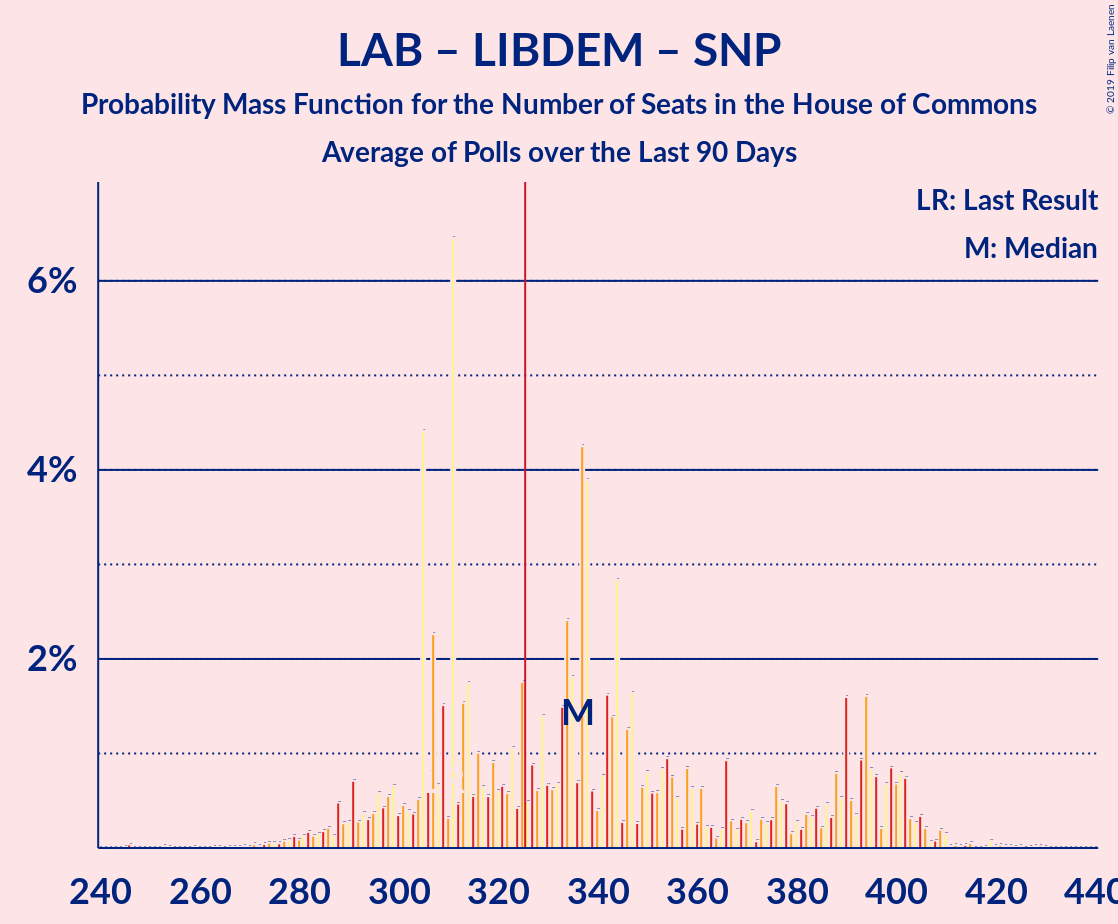 LAB – LIBDEM – SNP
Probability Mass Function for the Number of Seats in the House of Commons
Average of Polls over the Last 90 Days
© 2019 Filip van Laenen
LR: Last Result
M: Median
6%
4%
2%
M
240 260 280 300 320 340 360 380 400 420 440